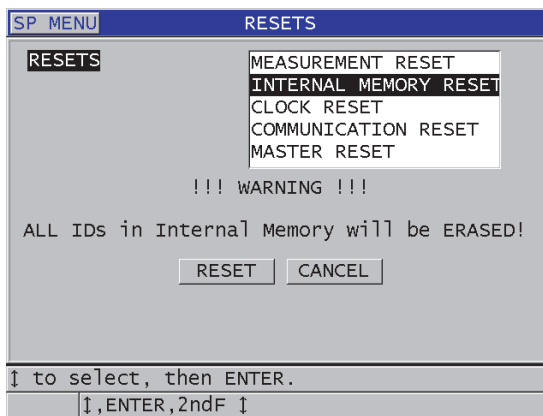 SP MENU RESETS
RESETS
MEASUREMENT RESET
INTERNAL MEMORY RESET
CLOCK RESET
COMMUNICATION RESET
MASTER RESET
!!! WARNING !!!
ALL IDs in Internal Memory will be ERASED!
RESET CANCEL
↕ to select, then ENTER.
↕,ENTER,2ndF ↕